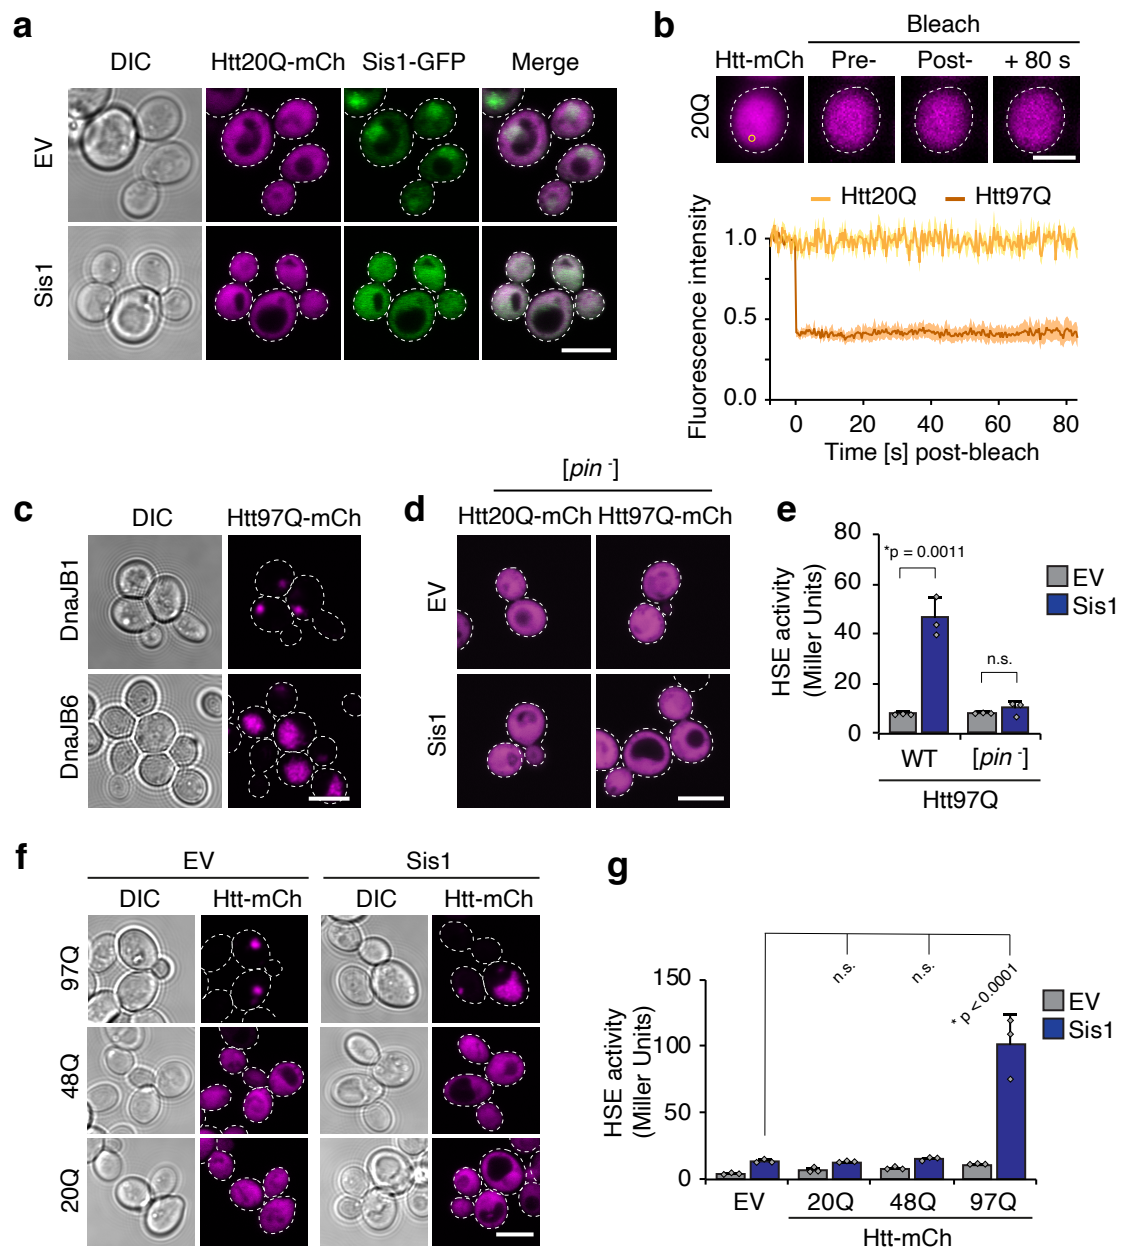 a
DIC Htt20Q-mCh Sis1-GFP Merge
EV
Sis1
b
Bleach
Htt-mCh Pre- Post- + 80 s
20Q
Htt20Q Htt97Q
Fluorescence intensity
1.0
0.5
0.0
0 20 40 60 80
Time [s] post-bleach
c
DIC Htt97Q-mCh
DnaJB1
DnaJB6
d
[pin -]
Htt20Q-mCh Htt97Q-mCh
EV
Sis1
e
HSE activity
(Miller Units)
80
60
40
20
0
*p = 0.0011
n.s.
EV
Sis1
WT [pin -]
Htt97Q
f
EV Sis1
DIC Htt-mCh DIC Htt-mCh
97Q
48Q
20Q
g
HSE activity
(Miller Units)
150
100
50
0
n.s.
n.s.
* p < 0.0001
EV
Sis1
EV 20Q 48Q 97Q
Htt-mCh